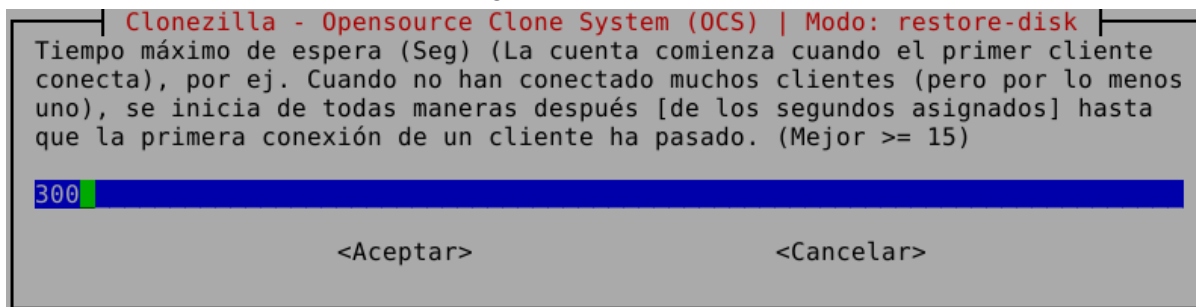 Clonezilla - Opensource Clone System (OCS) | Modo: restore-disk
Tiempo máximo de espera (Seg) (La cuenta comienza cuando el primer cliente
conecta), por ej. Cuando no han conectado muchos clientes (pero por lo menos
uno), se inicia de todas maneras después [de los segundos asignados] hasta
que la primera conexión de un cliente ha pasado. (Mejor >= 15)
300
<Aceptar> <Cancelar>